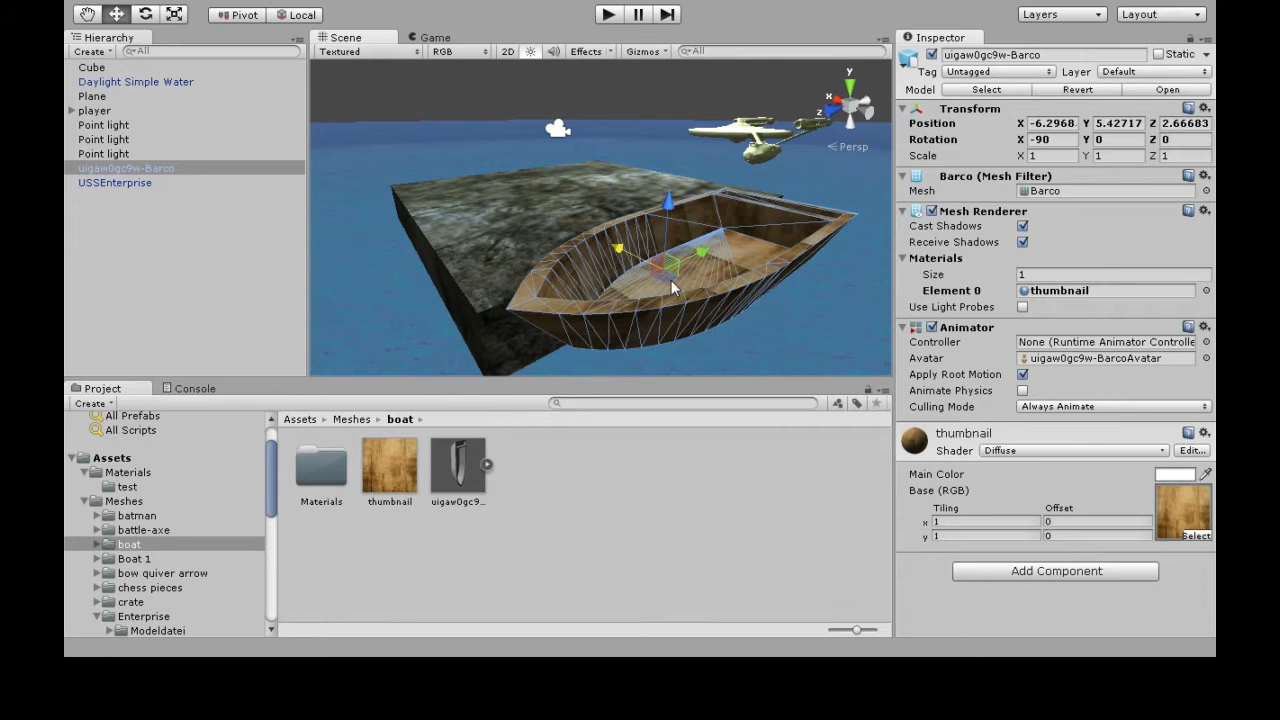 Pivot Local Layers Layout
Hierarchy
Create All
Cube
Daylight Simple Water
Plane
player
Point light
Point light
Point light
uigaw0gc9w-Barco
USSEnterprise
Scene Game
Textured RGB 2D Effects Gizmos All
y
x
z
Persp
Inspector
uigaw0gc9w-Barco Static
Tag Untagged Layer Default
Model Select Revert Open
Transform
Position X -6.2968 Y 5.42717 Z 2.66683
Rotation X -90 Y 0 Z 0
Scale X 1 Y 1 Z 1
Barco (Mesh Filter)
Mesh Barco
Mesh Renderer
Cast Shadows
Receive Shadows
Materials
Size 1
Element 0 thumbnail
Use Light Probes
Animator
Controller None (Runtime Animator Controlle
Avatar uigaw0gc9w-BarcoAvatar
Apply Root Motion
Animate Physics
Culling Mode Always Animate
thumbnail
Shader Diffuse Edit...
Main Color
Base (RGB)
Tiling Offset
x 1 0
y 1 0
Select
Add Component
Project Console
Create
All Prefabs
All Scripts
Assets
Materials
test
Meshes
batman
battle-axe
boat
Boat 1
bow quiver arrow
chess pieces
crate
Enterprise
Modeldatei
Assets Meshes boat
Materials thumbnail uigaw0gc9...